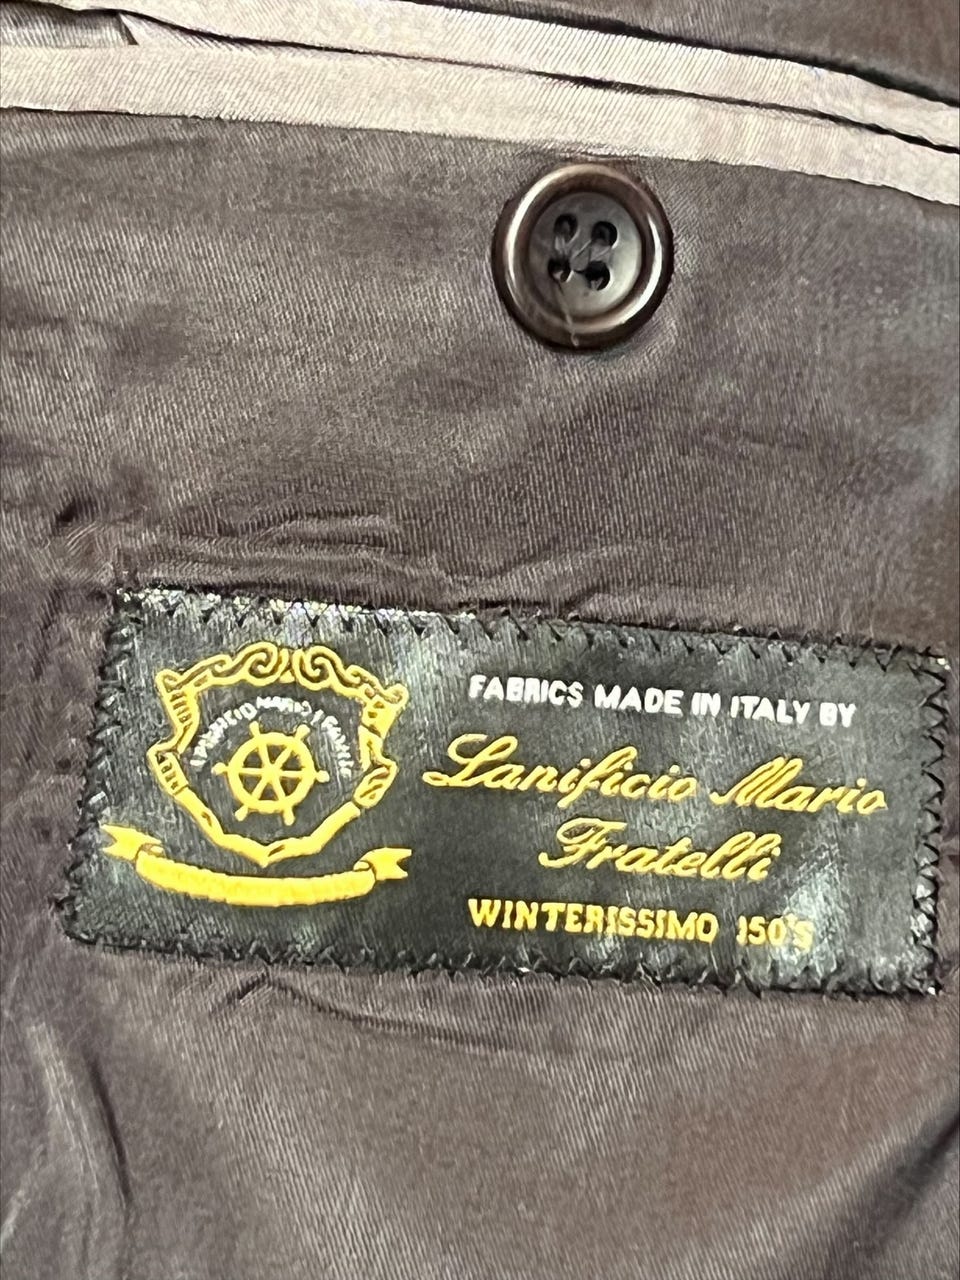 FABRICS MADE IN ITALY BY
Lanificio Mario
Fratelli
WINTERISSIMO 150'S